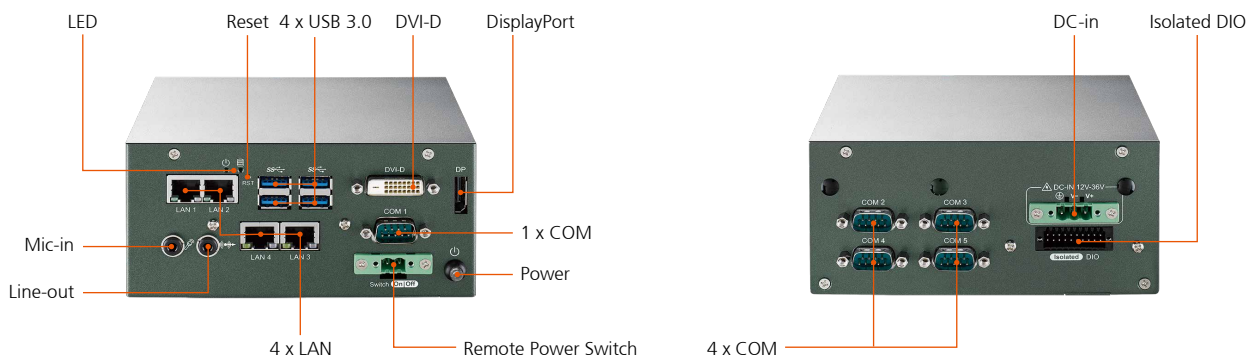 LED
Reset
4 x USB 3.0
DVI-D
DisplayPort
DC-in
Isolated DIO
RST
SS
SS
DVI-D
DP
LAN 1
LAN 2
COM 1
LAN 4
LAN 3
Switch On|Off
DC-IN 12V-36V
V- V+
COM 2
COM 3
COM 4
COM 5
Isolated DIO
Mic-in
Line-out
1 x COM
Power
4 x LAN
Remote Power Switch
4 x COM